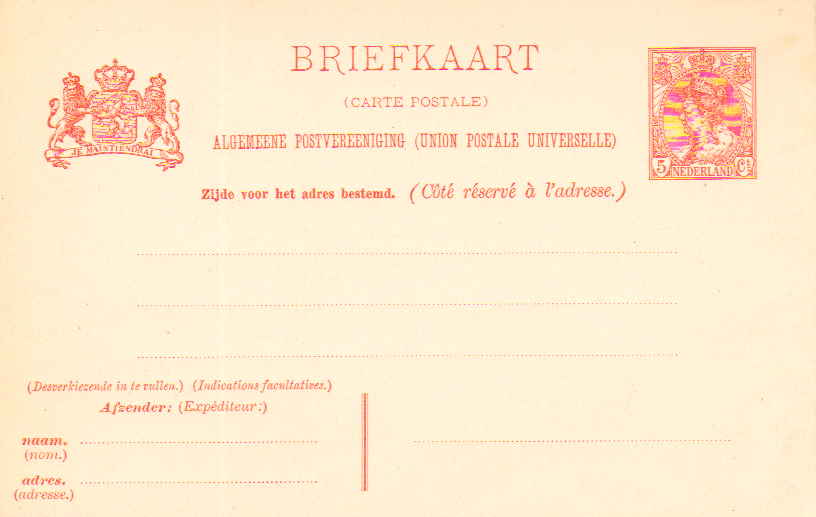 BRIEFKAART
(CARTE POSTALE)
ALGEMEENE POSTVEREENIGING (UNION POSTALE UNIVERSELLE)
Zijde voor het adres bestemd. (Côté réservé à l'adresse.)
JE MAINTIENDRAI
5 NEDERLAND Ct.
(Desverkiezende in te vullen.) (Indications facultatives.)
Afzender: (Expéditeur:)
naam.
(nom.)
adres.
(adresse.)